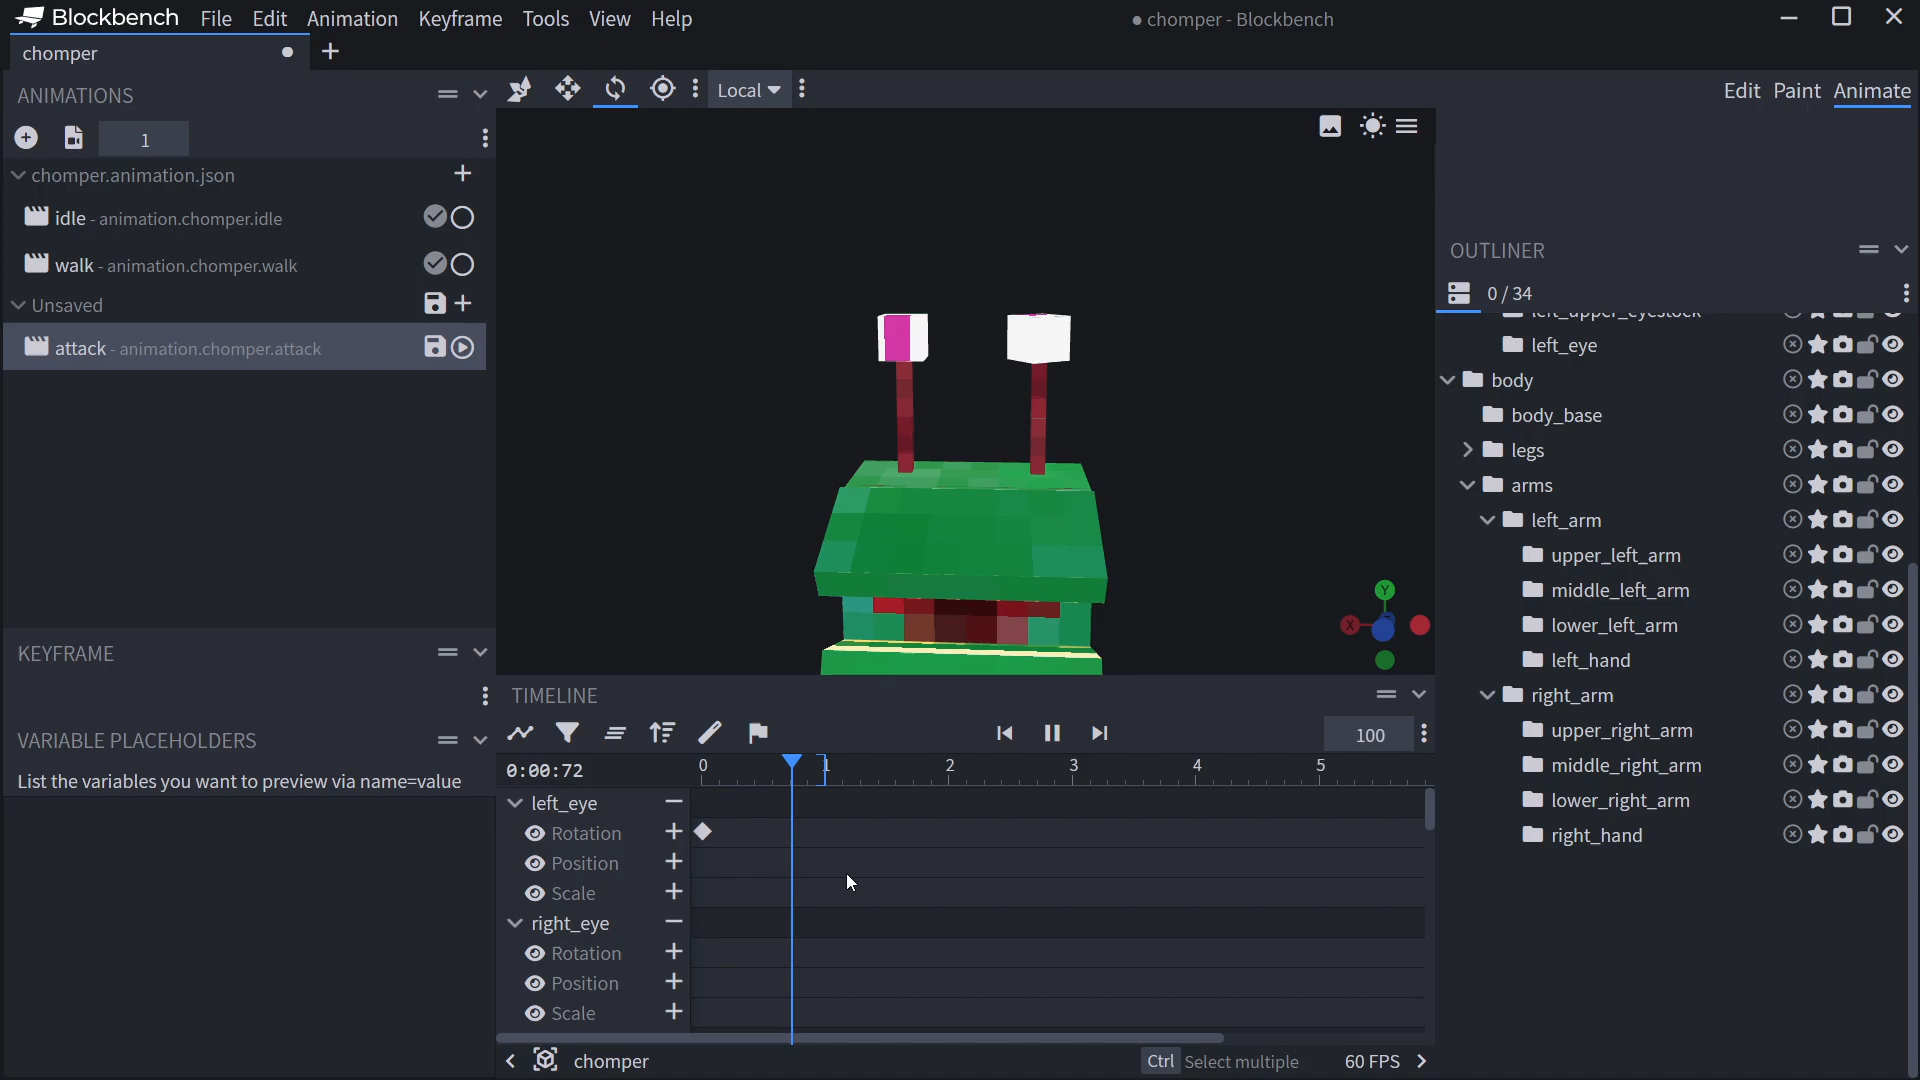 Blockbench File Edit Animation Keyframe Tools View Help
● chomper - Blockbench
chomper
ANIMATIONS
1
Local
Edit Paint Animate
chomper.animation.json
idle - animation.chomper.idle
walk - animation.chomper.walk
Unsaved
attack - animation.chomper.attack
OUTLINER
0 / 34
left_upper_eyestock
left_eye
body
body_base
legs
arms
left_arm
upper_left_arm
middle_left_arm
lower_left_arm
left_hand
right_arm
upper_right_arm
middle_right_arm
lower_right_arm
right_hand
Y
X
KEYFRAME
VARIABLE PLACEHOLDERS
List the variables you want to preview via name=value
TIMELINE
100
0:00:72
0 1 2 3 4 5
left_eye
Rotation
Position
Scale
right_eye
Rotation
Position
Scale
chomper
Ctrl Select multiple
60 FPS